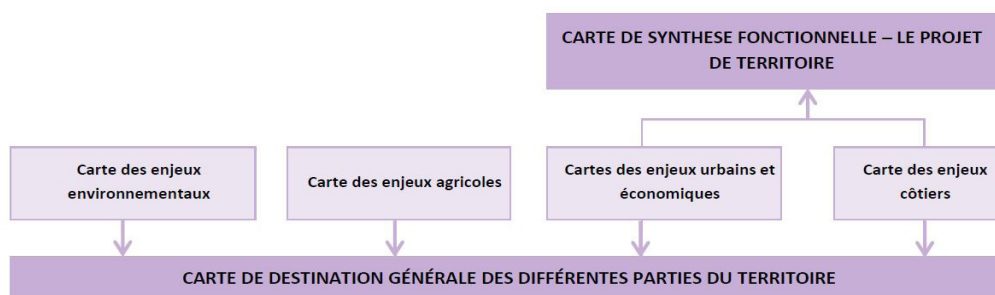 CARTE DE SYNTHESE FONCTIONNELLE – LE PROJET
DE TERRITOIRE
Carte des enjeux
environnementaux
Carte des enjeux agricoles
Cartes des enjeux urbains et
économiques
Carte des enjeux
côtiers
CARTE DE DESTINATION GÉNÉRALE DES DIFFÉRENTES PARTIES DU TERRITOIRE